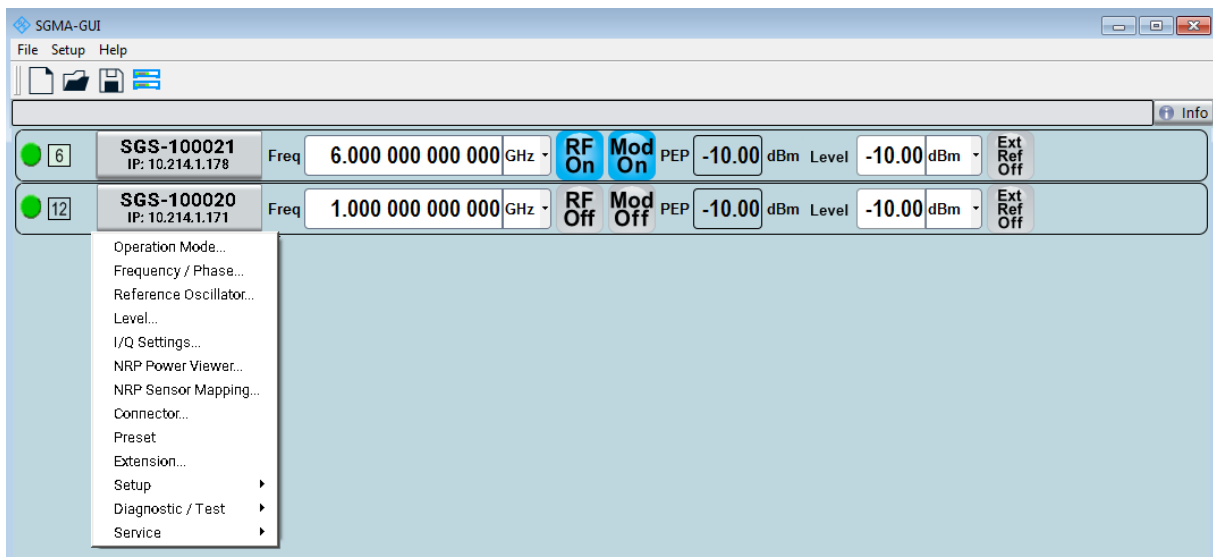 SGMA-GUI
File Setup Help
Info
6 SGS-100021 IP: 10.214.1.178 Freq 6.000 000 000 000 GHz RF On Mod On PEP -10.00 dBm Level -10.00 dBm Ext Ref Off
12 SGS-100020 IP: 10.214.1.171 Freq 1.000 000 000 000 GHz RF Off Mod Off PEP -10.00 dBm Level -10.00 dBm Ext Ref Off
Operation Mode...
Frequency / Phase...
Reference Oscillator...
Level...
I/Q Settings...
NRP Power Viewer...
NRP Sensor Mapping...
Connector...
Preset
Extension...
Setup
Diagnostic / Test
Service